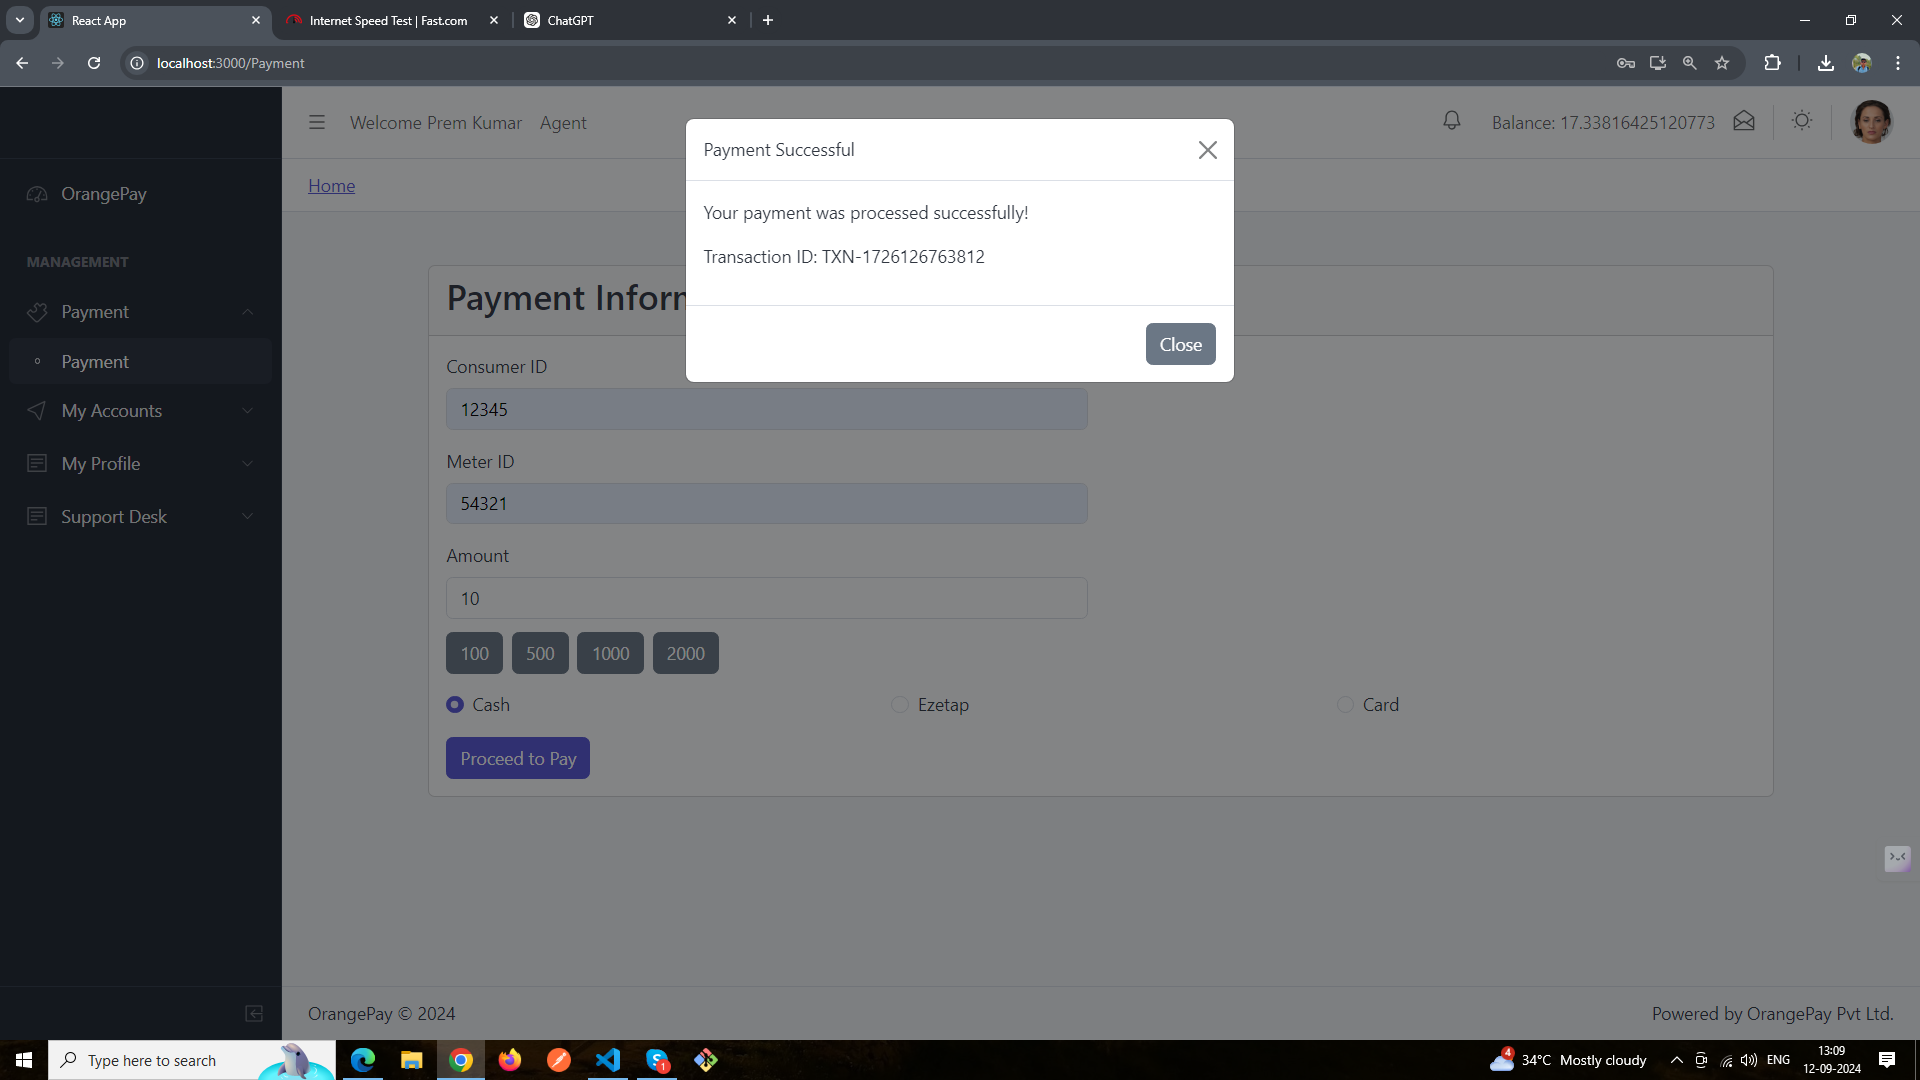 React App
Internet Speed Test | Fast.com
ChatGPT
localhost:3000/Payment
Welcome Prem Kumar Agent
Balance: 17.33816425120773
Home
OrangePay
MANAGEMENT
Payment
Payment
My Accounts
My Profile
Support Desk
Payment Successful
Your payment was processed successfully!
Transaction ID: TXN-1726126763812
Close
Payment Inforn
Consumer ID
12345
Meter ID
54321
Amount
10
100 500 1000 2000
Cash Ezetap Card
Proceed to Pay
OrangePay © 2024
Powered by OrangePay Pvt Ltd.
Type here to search
1
4
34°C Mostly cloudy
ENG
13:09
12-09-2024